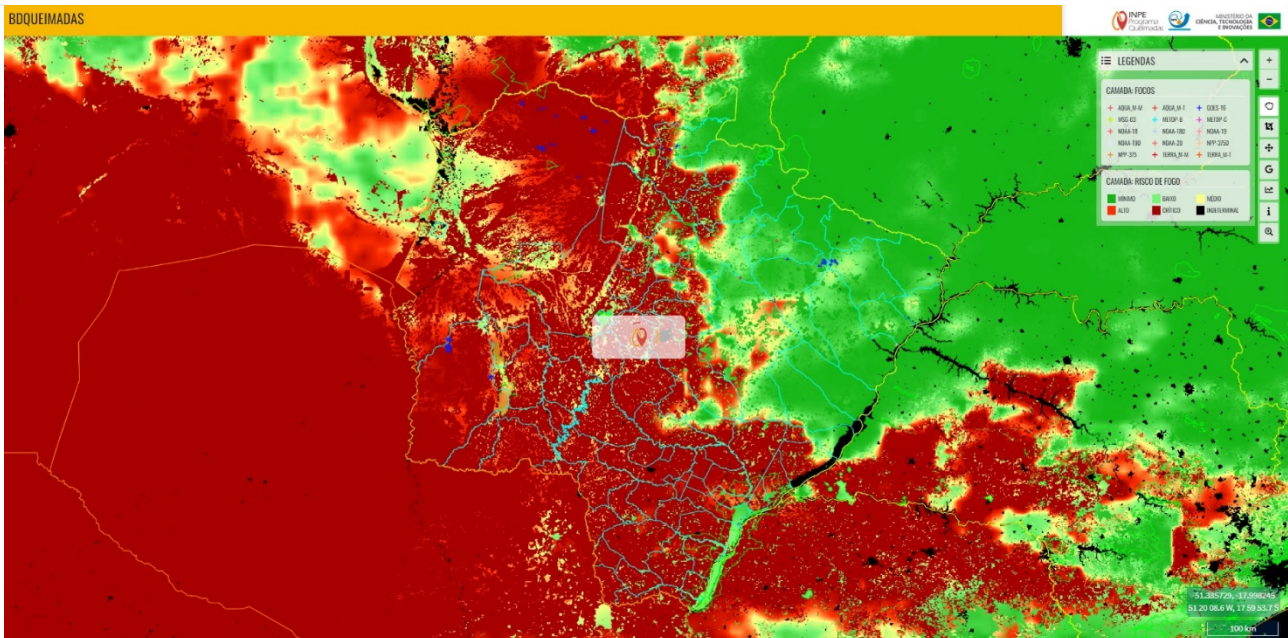 BDQUEIMADAS
INPE
Programa
Queimadas
MINISTÉRIO DA
CIÊNCIA, TECNOLOGIA
E INOVAÇÕES
LEGENDAS
CAMADA: FOCOS
AQUA_M-M AQUA_M-T GOES-16
MSG-03 METOP-B METOP-C
NOAA-18 NOAA-18D NOAA-19
NOAA-20 NPP-375D
NPP-375 TERRA_M-M TERRA_M-T
CAMADA: RISCO DE FOGO
MÍNIMO BAIXO MÉDIO
ALTO CRÍTICO INDETERMINAL
-51.335729, -17.998245
51 20 08.6 W, 17 59 53.7 S
100 km